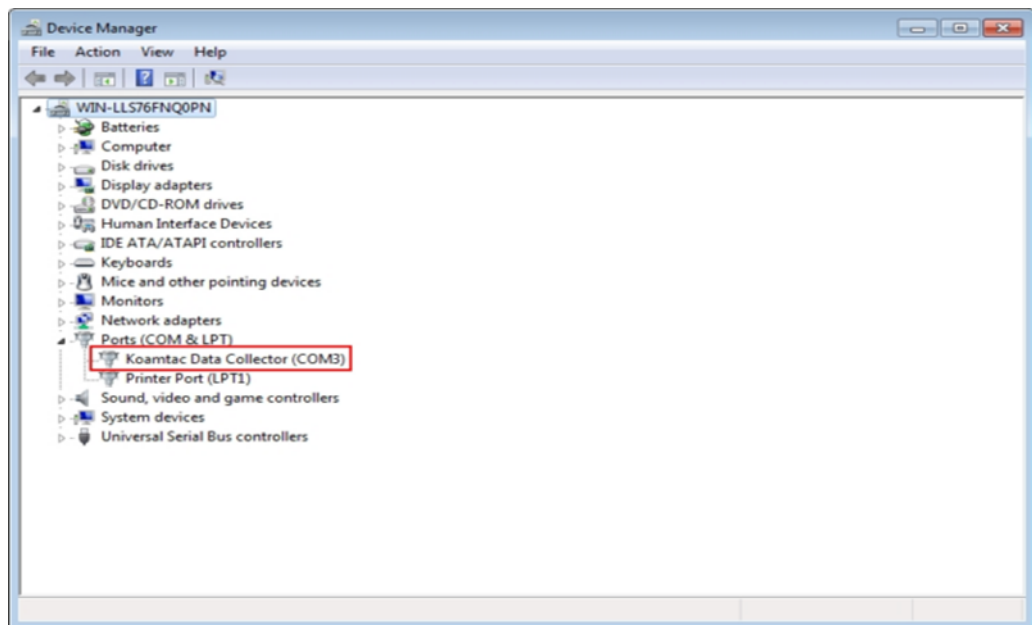 Device Manager
File Action View Help
WIN-LLS76FNQ0PN
Batteries
Computer
Disk drives
Display adapters
DVD/CD-ROM drives
Human Interface Devices
IDE ATA/ATAPI controllers
Keyboards
Mice and other pointing devices
Monitors
Network adapters
Ports (COM & LPT)
Koamtac Data Collector (COM3)
Printer Port (LPT1)
Sound, video and game controllers
System devices
Universal Serial Bus controllers